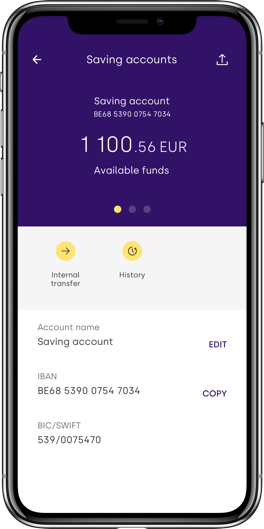 Saving accounts
Saving account
BE68 5390 0754 7034
1 100.56 EUR
Available funds
Internal
transfer
History
Account name
Saving account
EDIT
IBAN
BE68 5390 0754 7034
COPY
BIC/SWIFT
539/0075470